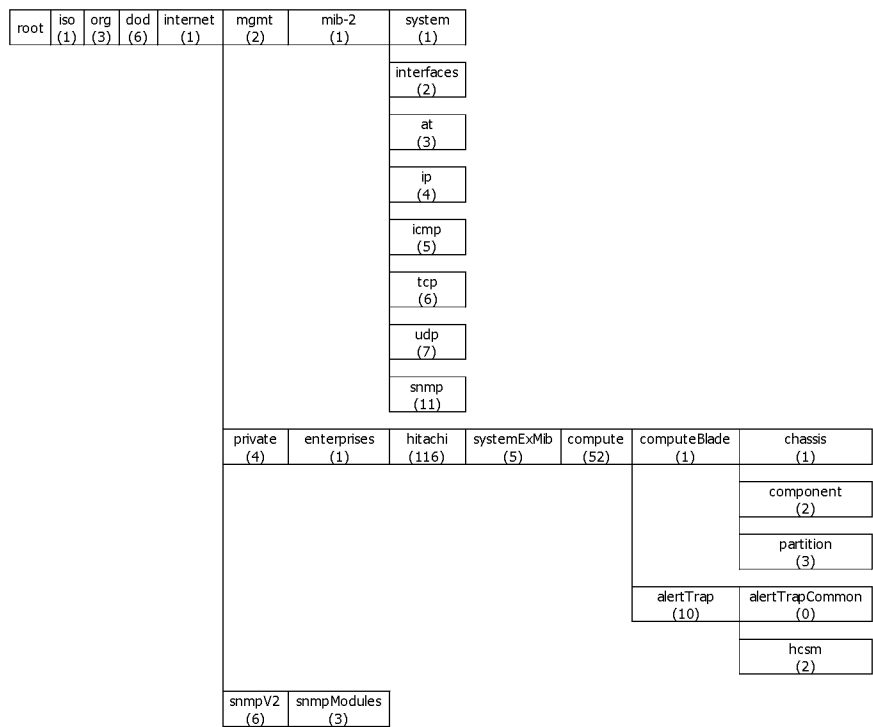 root iso org dod internet mgmt mib-2 system
(1) (3) (6) (1) (2) (1) (1)
interfaces
(2)
at
(3)
ip
(4)
icmp
(5)
tcp
(6)
udp
(7)
snmp
(11)
private enterprises hitachi systemExMib compute computeBlade chassis
(4) (1) (116) (5) (52) (1) (1)
component
(2)
partition
(3)
alertTrap alertTrapCommon
(10) (0)
hcsm
(2)
snmpV2 snmpModules
(6) (3)